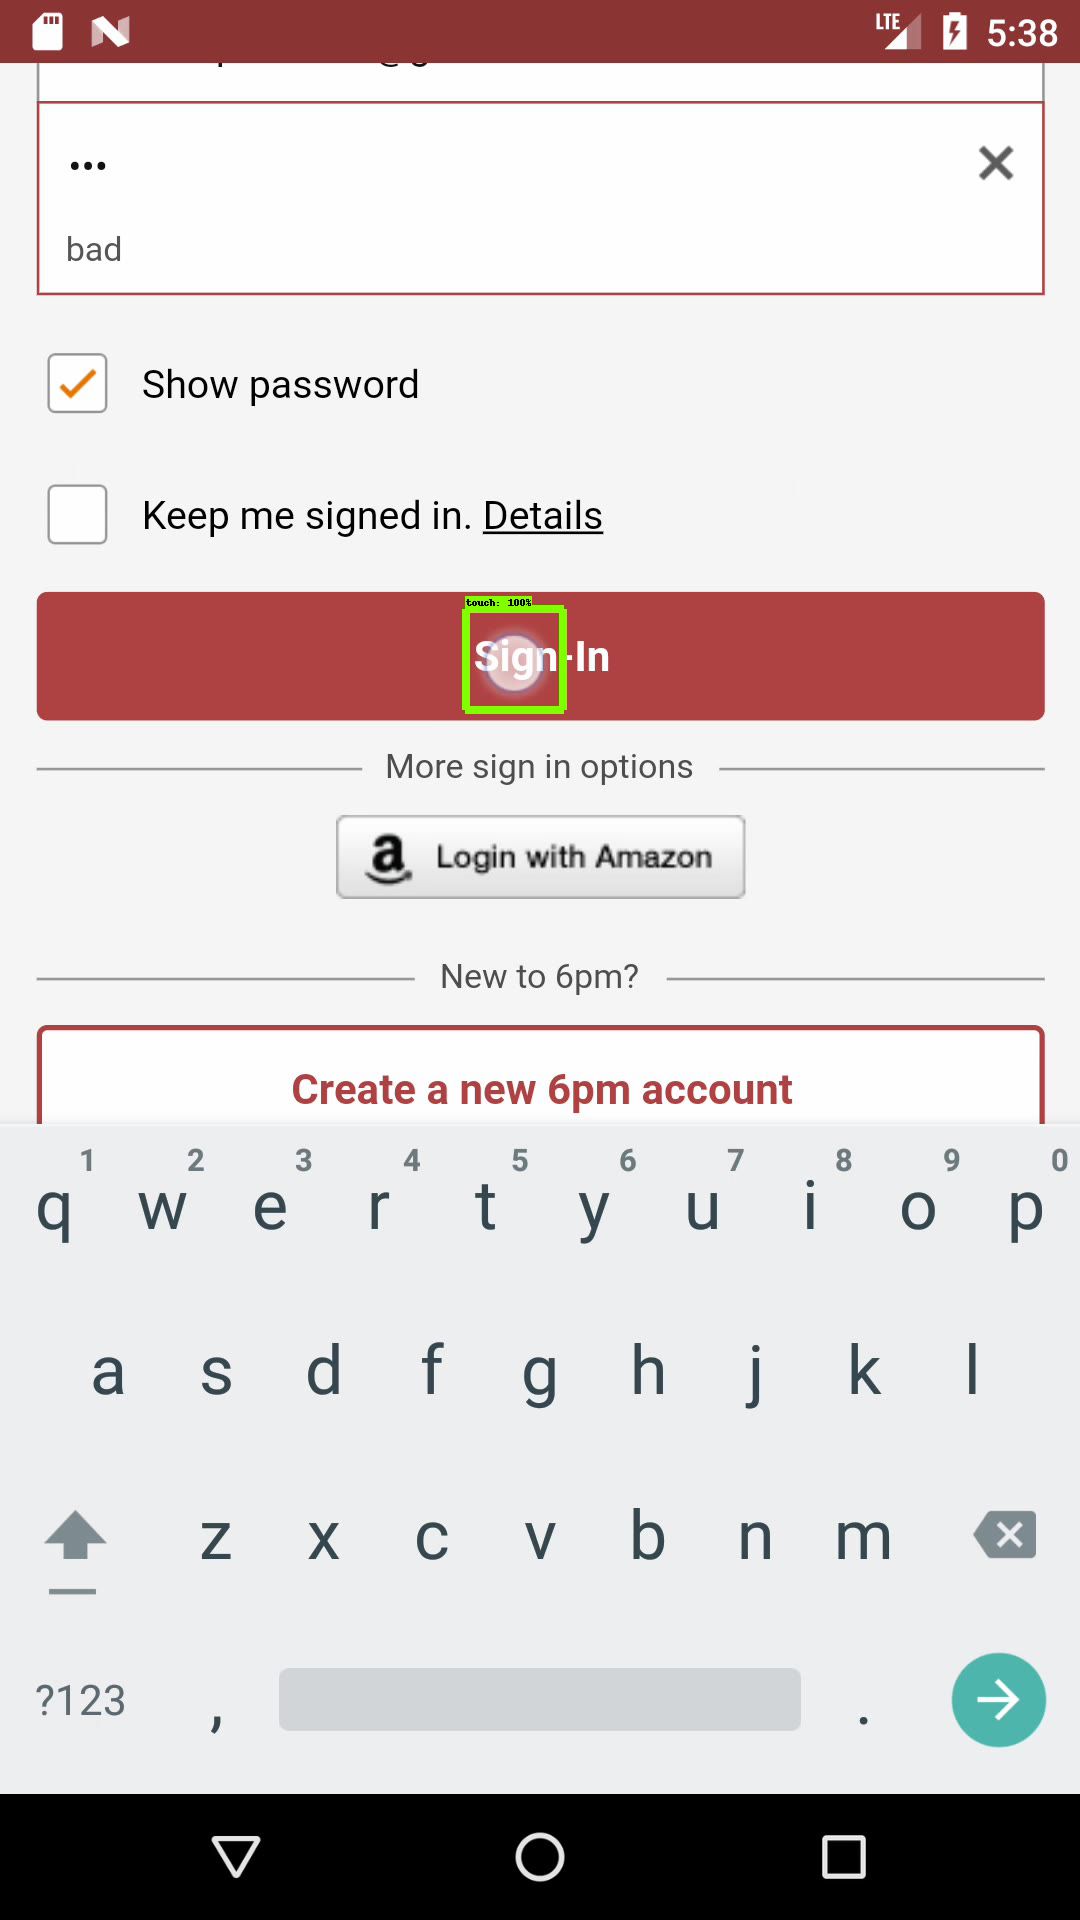 LTE 5:38
•••
bad
Show password
Keep me signed in. Details
touch: 100%
Sign-In
More sign in options
a Login with Amazon
New to 6pm?
Create a new 6pm account
1 2 3 4 5 6 7 8 9 0
q w e r t y u i o p
a s d f g h j k l
z x c v b n m
?123 , .